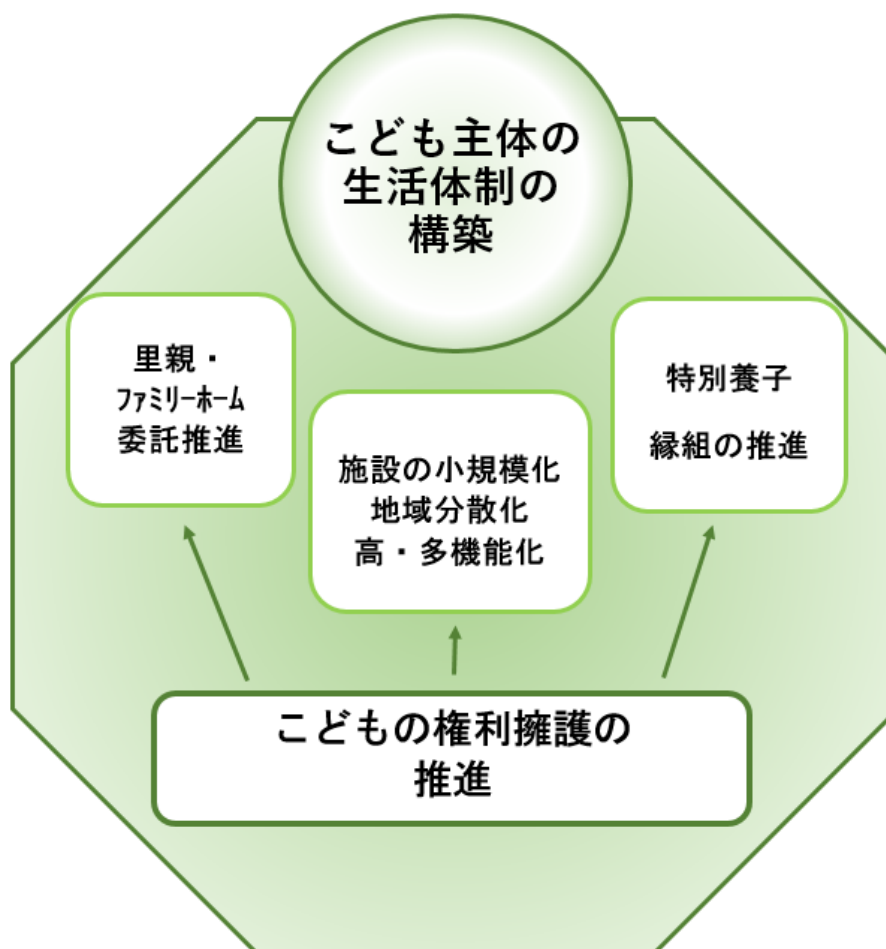 こども主体の
生活体制の
構築
里親・
ﾌｧﾐﾘｰﾎｰﾑ
委託推進
施設の小規模化
地域分散化
高・多機能化
特別養子
縁組の推進
こどもの権利擁護の
推進